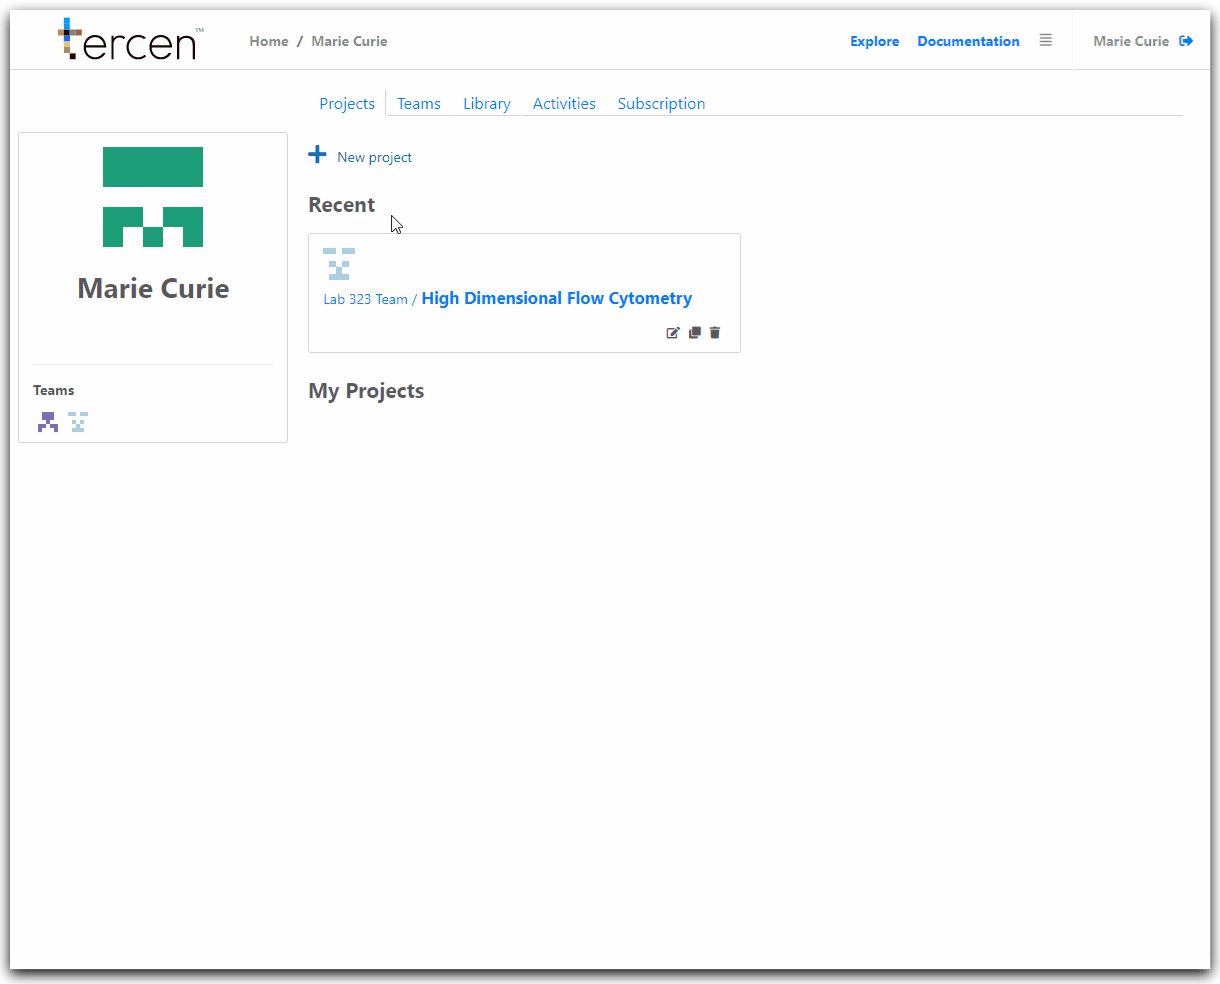 tercen™
Home / Marie Curie
Explore Documentation
Marie Curie
Projects Teams Library Activities Subscription
Marie Curie
Teams
New project
Recent
Lab 323 Team / High Dimensional Flow Cytometry
My Projects